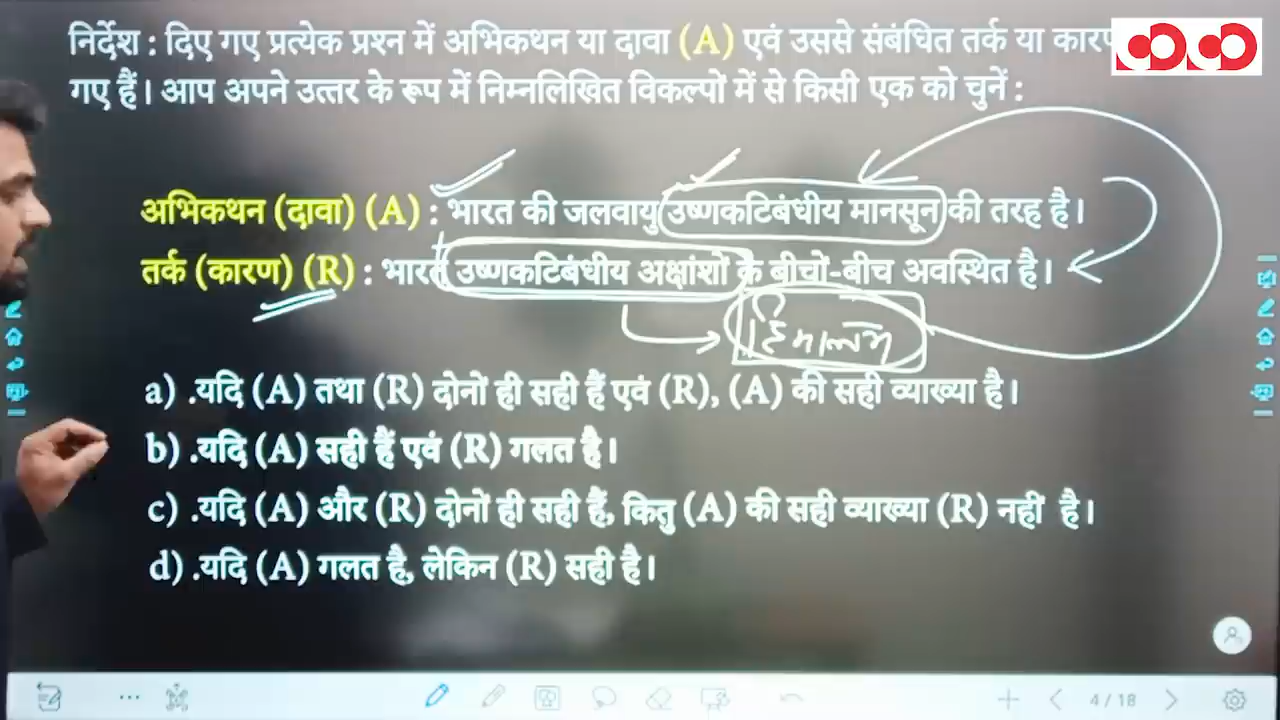 निर्देश : दिए गए प्रत्येक प्रश्न में अभिकथन या दावा (A) एवं उससे संबंधित तर्क या
गए हैं। आप अपने उत्तर के रूप में निम्नलिखित विकल्पों में से किसी एक को चुनें :
अभिकथन (दावा) (A) : भारत की जलवायु उष्णकटिबंधीय मानसून की तरह है।
तर्क (कारण) (R) : भारत उष्णकटिबंधीय अक्षांशों के बीचों-बीच अवस्थित है।
हिमालय
a) .यदि (A) तथा (R) दोनों ही सही हैं एवं (R), (A) की सही व्याख्या है।
b) .यदि (A) सही हैं एवं (R) गलत है।
c) .यदि (A) और (R) दोनों ही सही हैं, किंतु (A) की सही व्याख्या (R) नहीं है।
d) .यदि (A) गलत है, लेकिन (R) सही है।
4 / 18